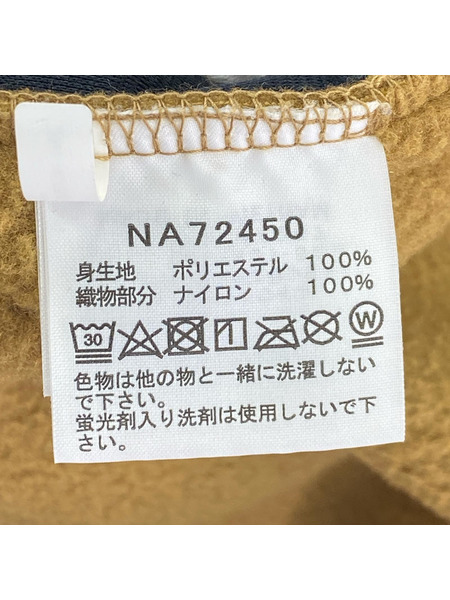 NA72450
身生地 ポリエステル 100%
織物部分 ナイロン 100%
30 W
色物は他の物と一緒に洗濯しない
で下さい。
蛍光剤入り洗剤は使用しないで下
さい。